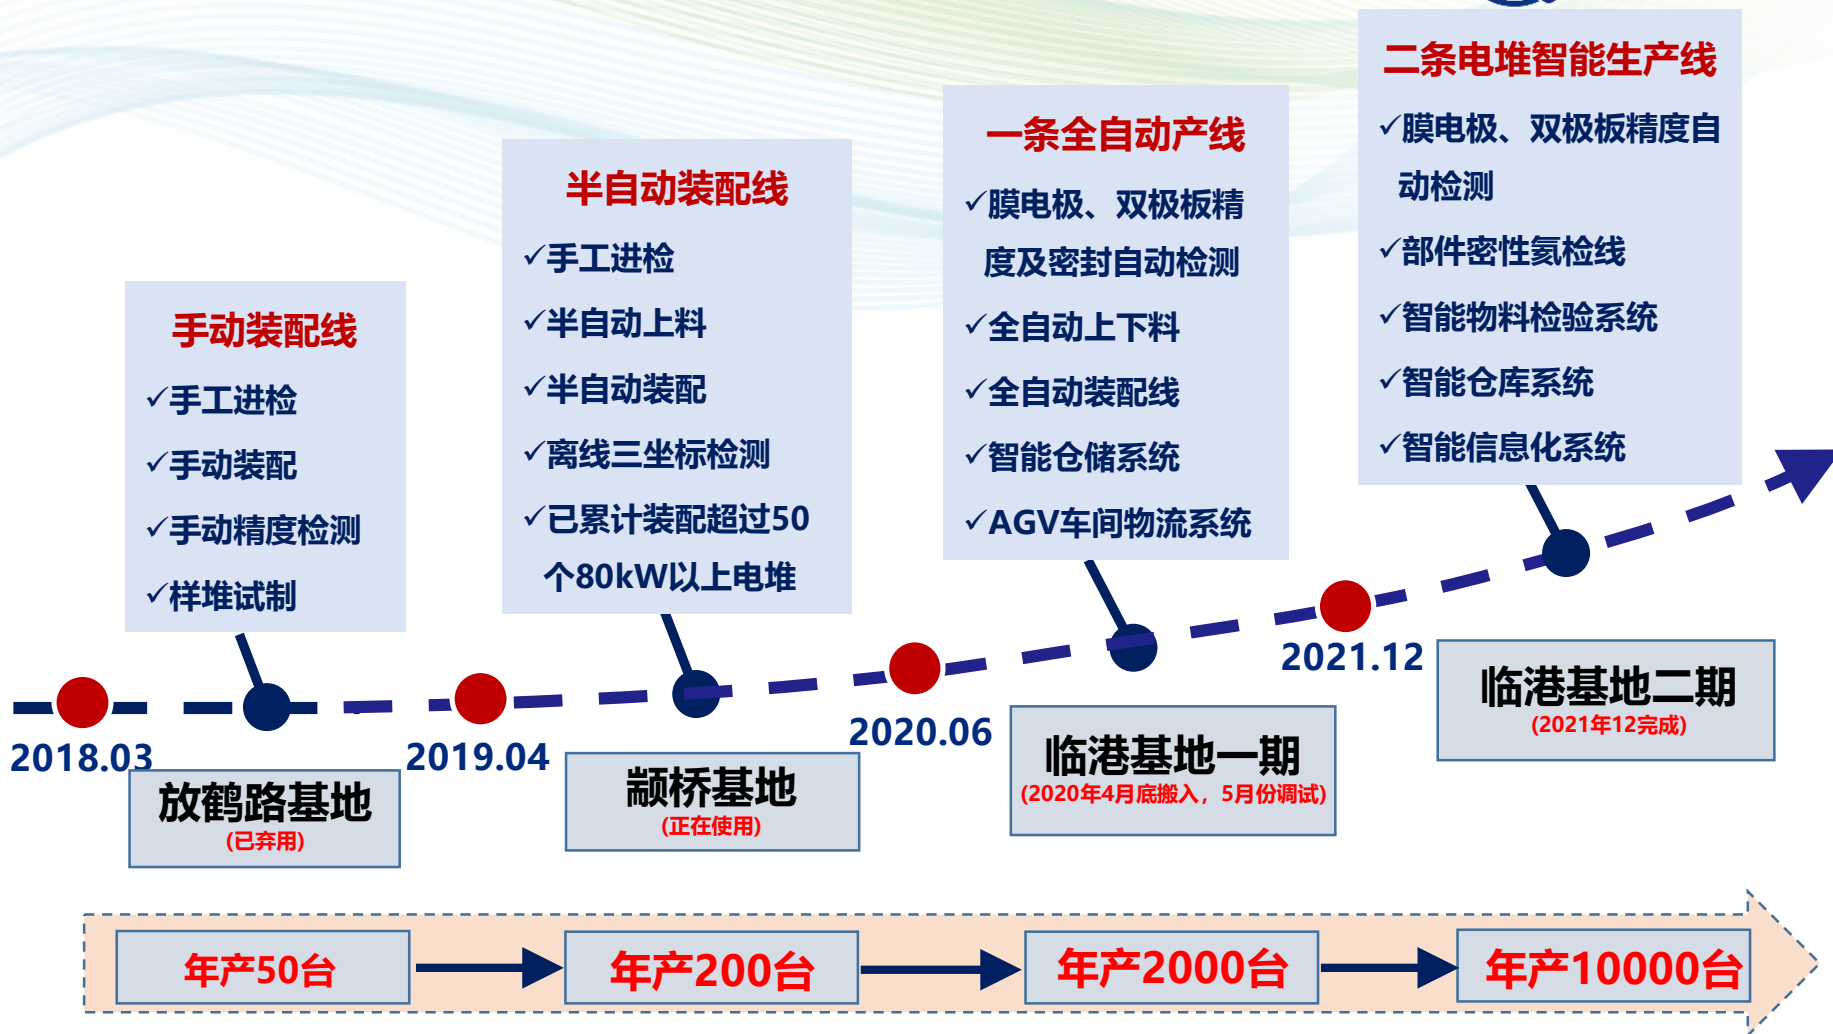 手动装配线
✓手工进检
✓手动装配
✓手动精度检测
✓样堆试制
半自动装配线
✓手工进检
✓半自动上料
✓半自动装配
✓离线三坐标检测
✓已累计装配超过50
个80kW以上电堆
一条全自动产线
✓膜电极、双极板精
度及密封自动检测
✓全自动上下料
✓全自动装配线
✓智能仓储系统
✓AGV车间物流系统
二条电堆智能生产线
✓膜电极、双极板精度自
动检测
✓部件密性氦检线
✓智能物料检验系统
✓智能仓库系统
✓智能信息化系统
2018.03
2019.04
2020.06
2021.12
放鹤路基地
(已弃用)
颛桥基地
(正在使用)
临港基地一期
(2020年4月底搬入，5月份调试)
临港基地二期
(2021年12完成)
年产50台
年产200台
年产2000台
年产10000台